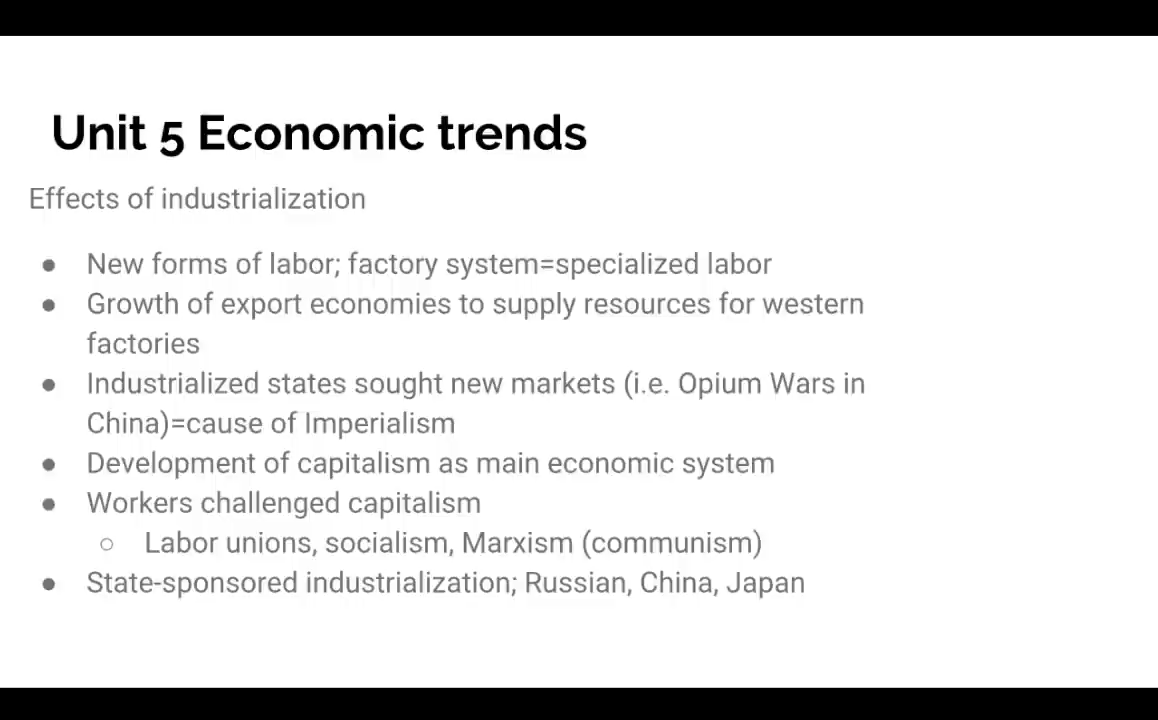 Unit 5 Economic trends
Effects of industrialization
● New forms of labor; factory system=specialized labor
● Growth of export economies to supply resources for western
factories
● Industrialized states sought new markets (i.e. Opium Wars in
China)=cause of Imperialism
● Development of capitalism as main economic system
● Workers challenged capitalism
○ Labor unions, socialism, Marxism (communism)
● State-sponsored industrialization; Russian, China, Japan